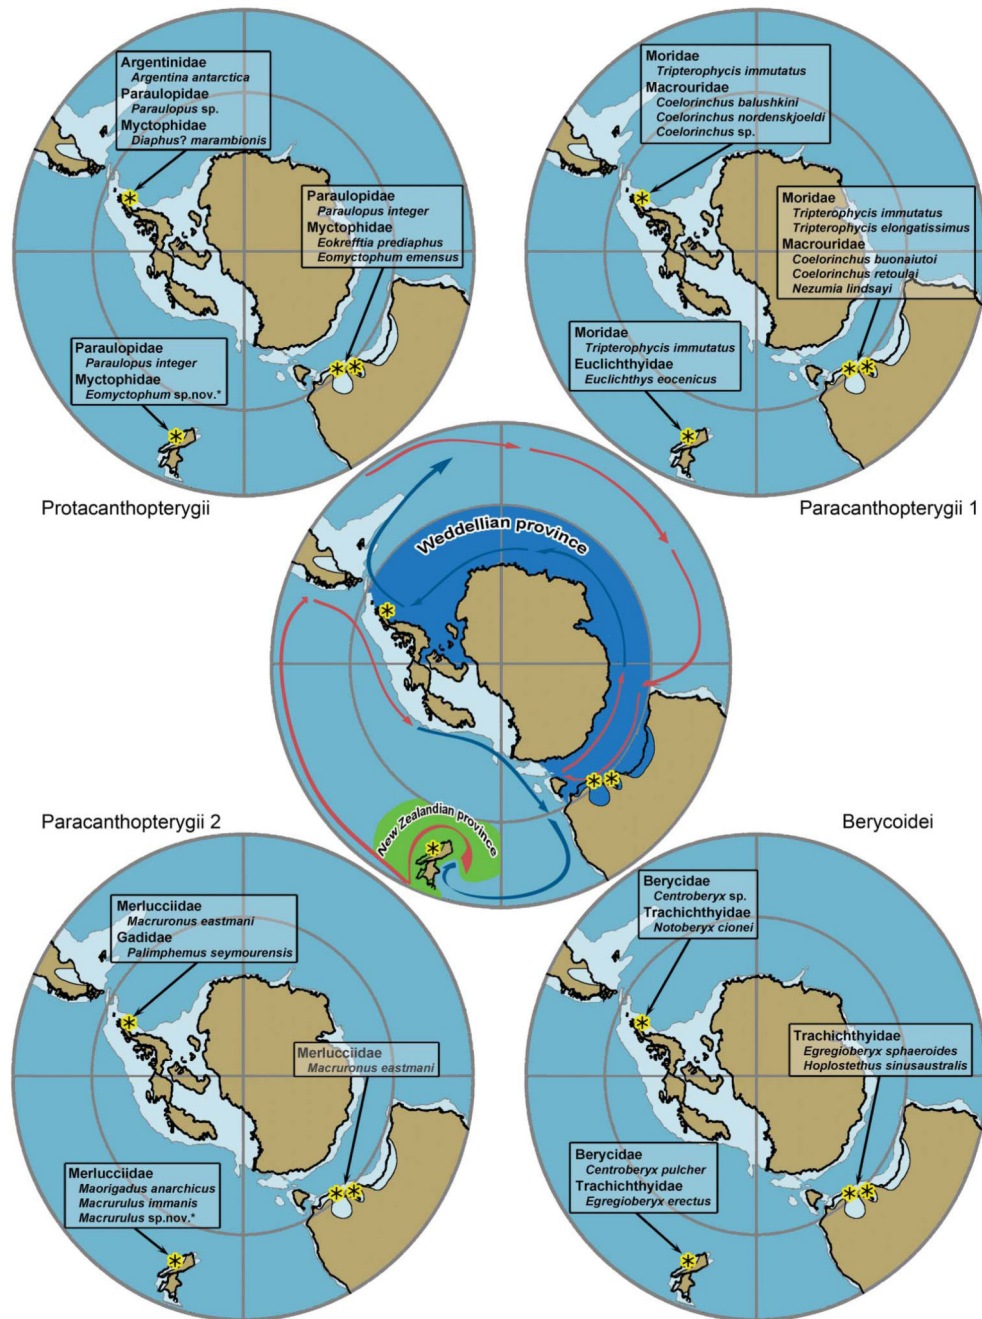 Argentinidae
Argentina antarctica
Paraulopidae
Paraulopus sp.
Myctophidae
Diaphus? marambionis
Paraulopidae
Paraulopus integer
Myctophidae
Eokrefftia prediaphus
Eomyctophum emensus
Paraulopidae
Paraulopus integer
Myctophidae
Eomyctophum sp.nov.*
Protacanthopterygii
Moridae
Tripterophycis immutatus
Macrouridae
Coelorinchus balushkini
Coelorinchus nordenskjoeldi
Coelorinchus sp.
Moridae
Tripterophycis immutatus
Tripterophycis elongatissimus
Macrouridae
Coelorinchus buonaiutoi
Coelorinchus retoulai
Nezumia lindsayi
Moridae
Tripterophycis immutatus
Euclichthyidae
Euclichthys eocenicus
Paracanthopterygii 1
Weddellian province
New Zealandian province
Paracanthopterygii 2
Merlucciidae
Macruronus eastmani
Gadidae
Palimphemus seymourensis
Merlucciidae
Macruronus eastmani
Merlucciidae
Maorigadus anarchicus
Macrurulus immanis
Macrurulus sp.nov.*
Berycoidei
Berycidae
Centroberyx sp.
Trachichthyidae
Notoberyx cionei
Trachichthyidae
Egregioberyx sphaeroides
Hoplostethus sinusaustralis
Berycidae
Centroberyx pulcher
Trachichthyidae
Egregioberyx erectus